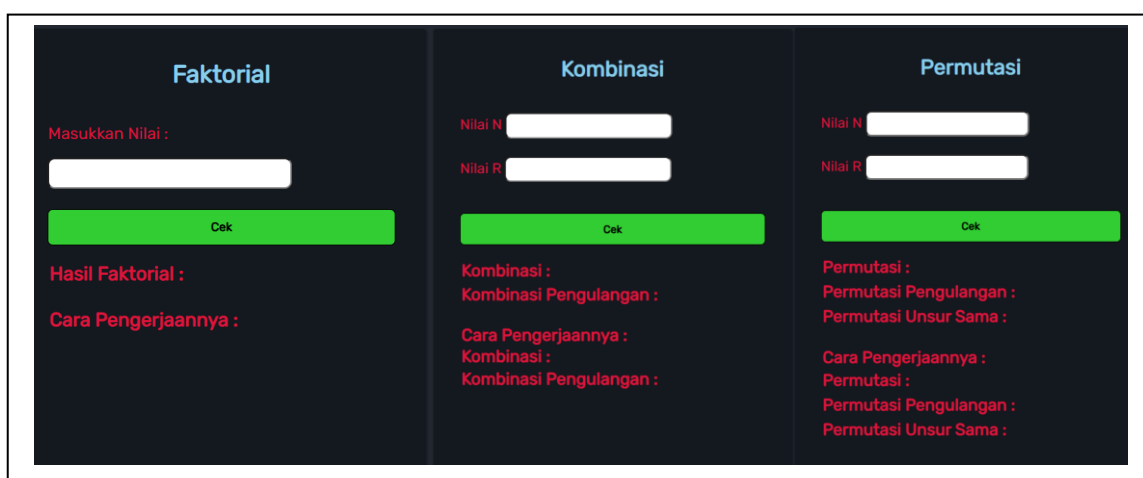 Faktorial
Masukkan Nilai :
Cek
Hasil Faktorial :
Cara Pengerjaannya :
Kombinasi
Nilai N
Nilai R
Cek
Kombinasi :
Kombinasi Pengulangan :
Cara Pengerjaannya :
Kombinasi :
Kombinasi Pengulangan :
Permutasi
Nilai N
Nilai R
Cek
Permutasi :
Permutasi Pengulangan :
Permutasi Unsur Sama :
Cara Pengerjaannya :
Permutasi :
Permutasi Pengulangan :
Permutasi Unsur Sama :